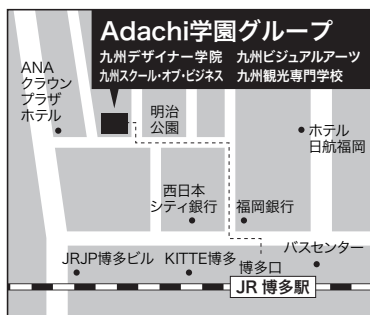 Adachi学園グループ
九州デザイナー学院 九州ビジュアルアーツ
九州スクール・オブ・ビジネス 九州観光専門学校
ANA
クラウン
プラザ
ホテル
明治
公園
ホテル
日航福岡
西日本
シティ銀行
福岡銀行
JRJP博多ビル
KITTE博多
博多口
バスセンター
JR 博多駅